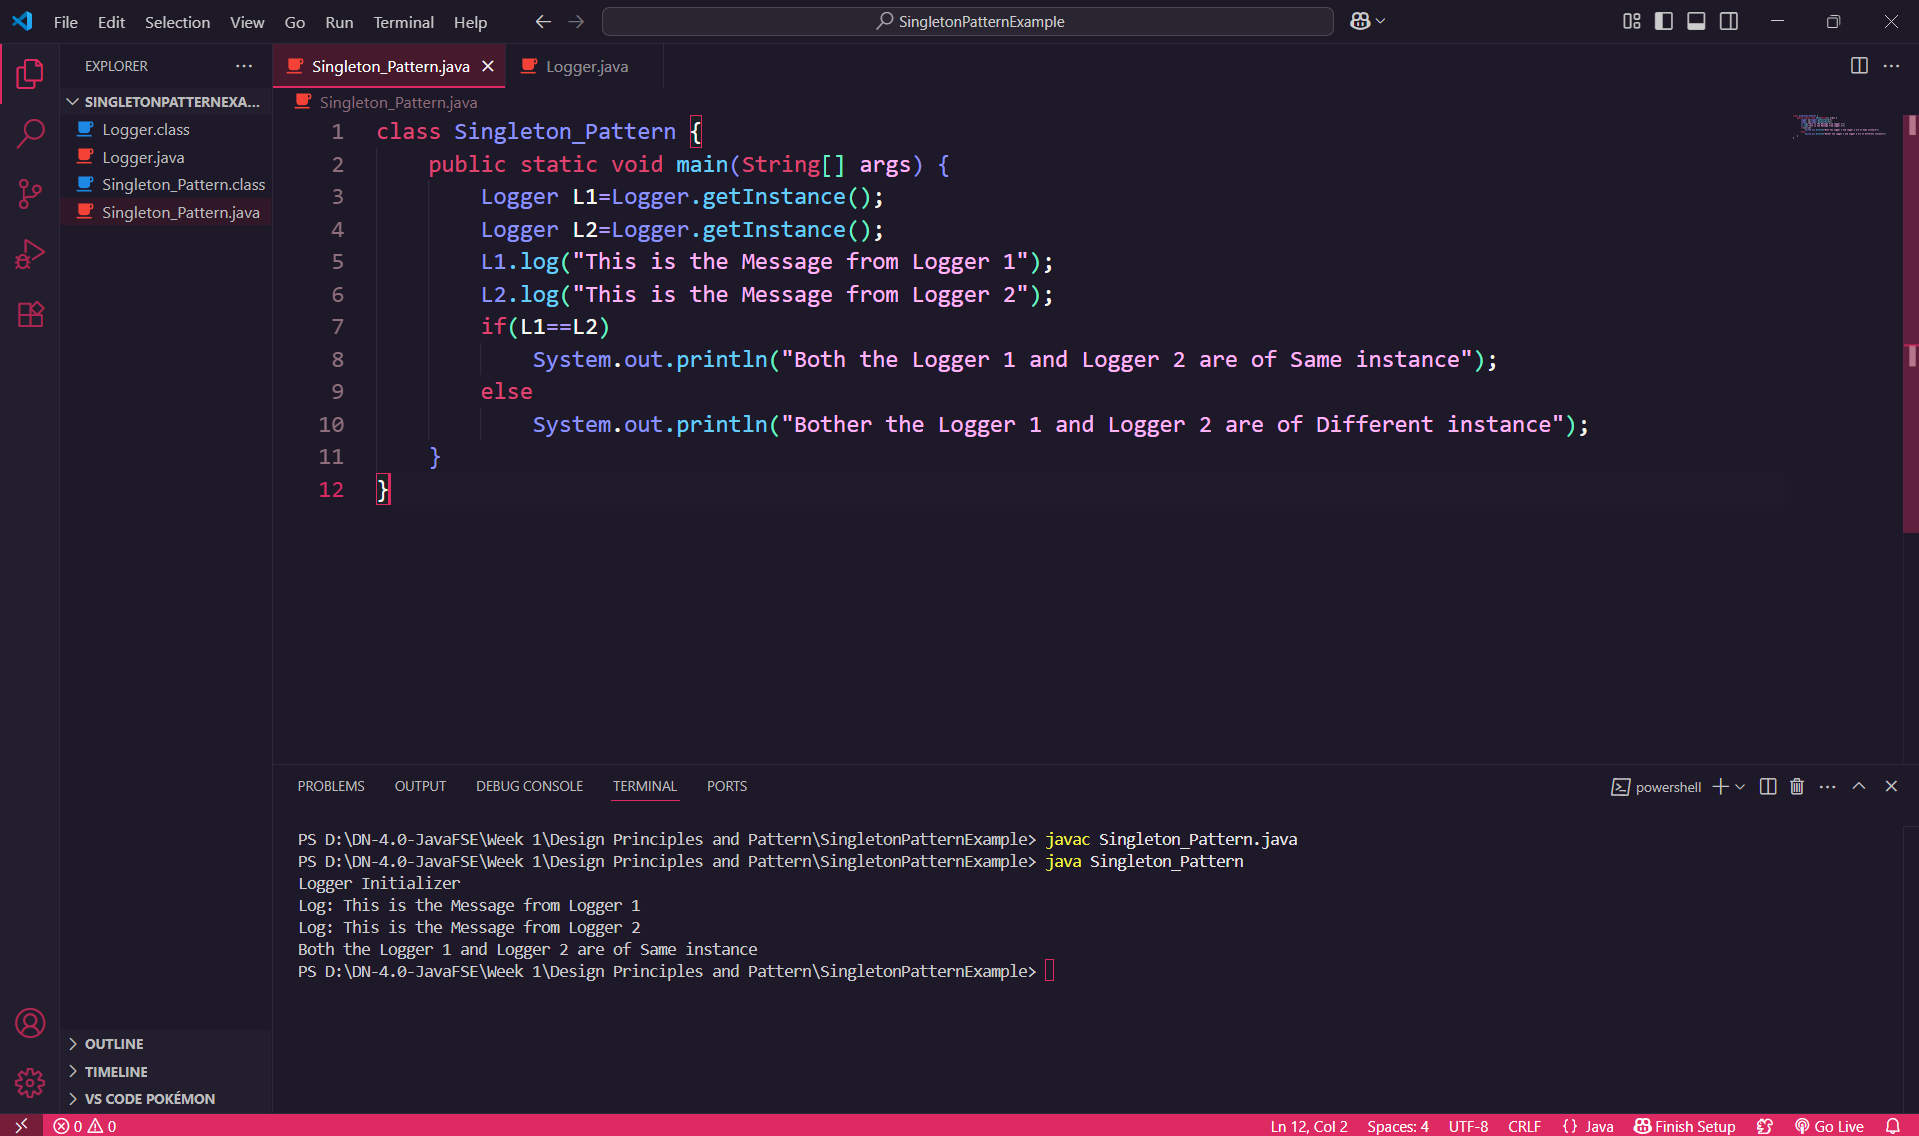 File Edit Selection View Go Run Terminal Help
SingletonPatternExample
EXPLORER
SINGLETONPATTERNEXA...
Logger.class
Logger.java
Singleton_Pattern.class
Singleton_Pattern.java
Singleton_Pattern.java
Logger.java
Singleton_Pattern.java
1 class Singleton_Pattern {
2 public static void main(String[] args) {
3 Logger L1=Logger.getInstance();
4 Logger L2=Logger.getInstance();
5 L1.log("This is the Message from Logger 1");
6 L2.log("This is the Message from Logger 2");
7 if(L1==L2)
8 System.out.println("Both the Logger 1 and Logger 2 are of Same instance");
9 else
10 System.out.println("Bother the Logger 1 and Logger 2 are of Different instance");
11 }
12 }
PROBLEMS OUTPUT DEBUG CONSOLE TERMINAL PORTS
powershell
PS D:\DN-4.0-JavaFSE\Week 1\Design Principles and Pattern\SingletonPatternExample> javac Singleton_Pattern.java
PS D:\DN-4.0-JavaFSE\Week 1\Design Principles and Pattern\SingletonPatternExample> java Singleton_Pattern
Logger Initializer
Log: This is the Message from Logger 1
Log: This is the Message from Logger 2
Both the Logger 1 and Logger 2 are of Same instance
PS D:\DN-4.0-JavaFSE\Week 1\Design Principles and Pattern\SingletonPatternExample>
OUTLINE
TIMELINE
VS CODE POKÉMON
0 0
Ln 12, Col 2 Spaces: 4 UTF-8 CRLF {} Java Finish Setup Go Live